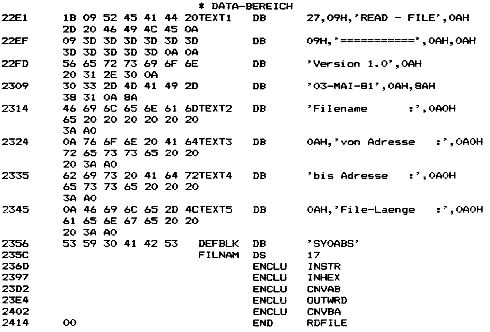 * DATA-BEREICH
22E1 1B 09 52 45 41 44 20TEXT1 DB 27,09H,'READ - FILE',0AH
2D 20 46 49 4C 45 0A
22EF 09 3D 3D 3D 3D 3D 3D DB 09H,'===========',0AH,0AH
3D 3D 3D 3D 3D 0A 0A
22FD 56 65 72 73 69 6F 6E DB 'Version 1.0',0AH
20 31 2E 30 0A
2309 30 33 2D 4D 41 49 2D DB '03-MAI-81',0AH,8AH
38 31 0A 8A
2314 46 69 6C 65 6E 61 6DTEXT2 DB 'Filename :',0A0H
65 20 20 20 20 20 20
3A A0
2324 0A 76 6F 6E 20 41 64TEXT3 DB 0AH,'von Adresse :',0A0H
72 65 73 73 65 20 20
20 3A A0
2335 62 69 73 20 41 64 72TEXT4 DB 'bis Adresse :',0A0H
65 73 73 65 20 20 20
3A A0
2345 0A 46 69 6C 65 2D 4CTEXT5 DB 0AH,'File-Laenge :',0A0H
61 65 6E 67 65 20 20
20 3A A0
2356 53 59 30 41 42 53 DEFBLK DB 'SY0ABS'
235C FILNAM DS 17
236D ENCLU INSTR
2397 ENCLU INHEX
23D2 ENCLU CNVAB
23E4 ENCLU OUTWRD
2402 ENCLU CNVBA
2414 00 END RDFILE